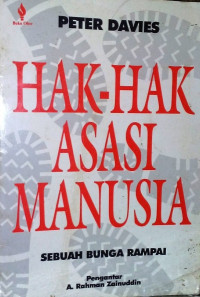 PETER DAVIES
HAK-HAK
ASASI
MANUSIA
SEBUAH BUNGA RAMPAI
Pengantar
A. Rahman Zainuddin